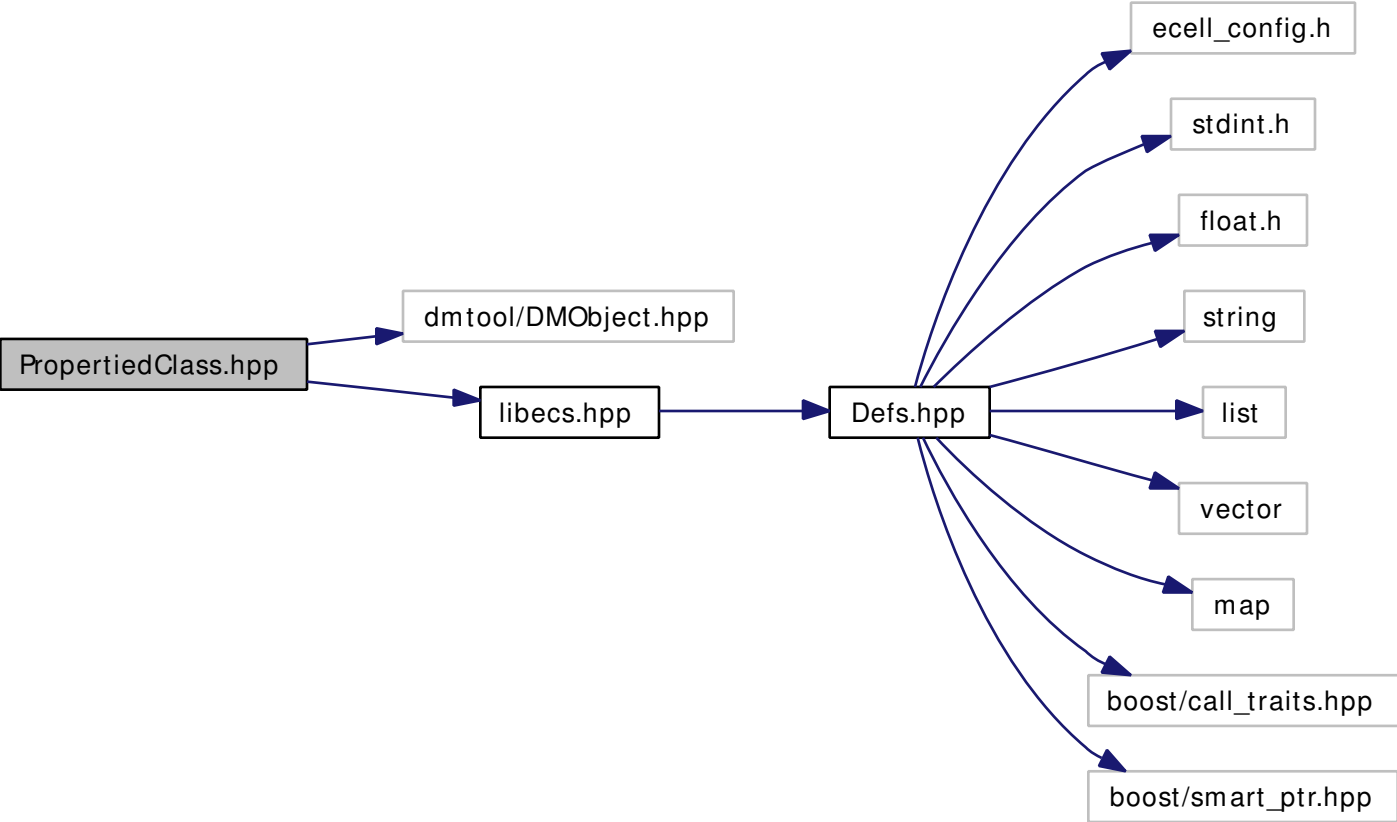 ecell_config.h
stdint.h
float.h
string
dmtool/DMObject.hpp
PropertiedClass.hpp
libecs.hpp
Defs.hpp
list
vector
map
boost/call_traits.hpp
boost/smart_ptr.hpp